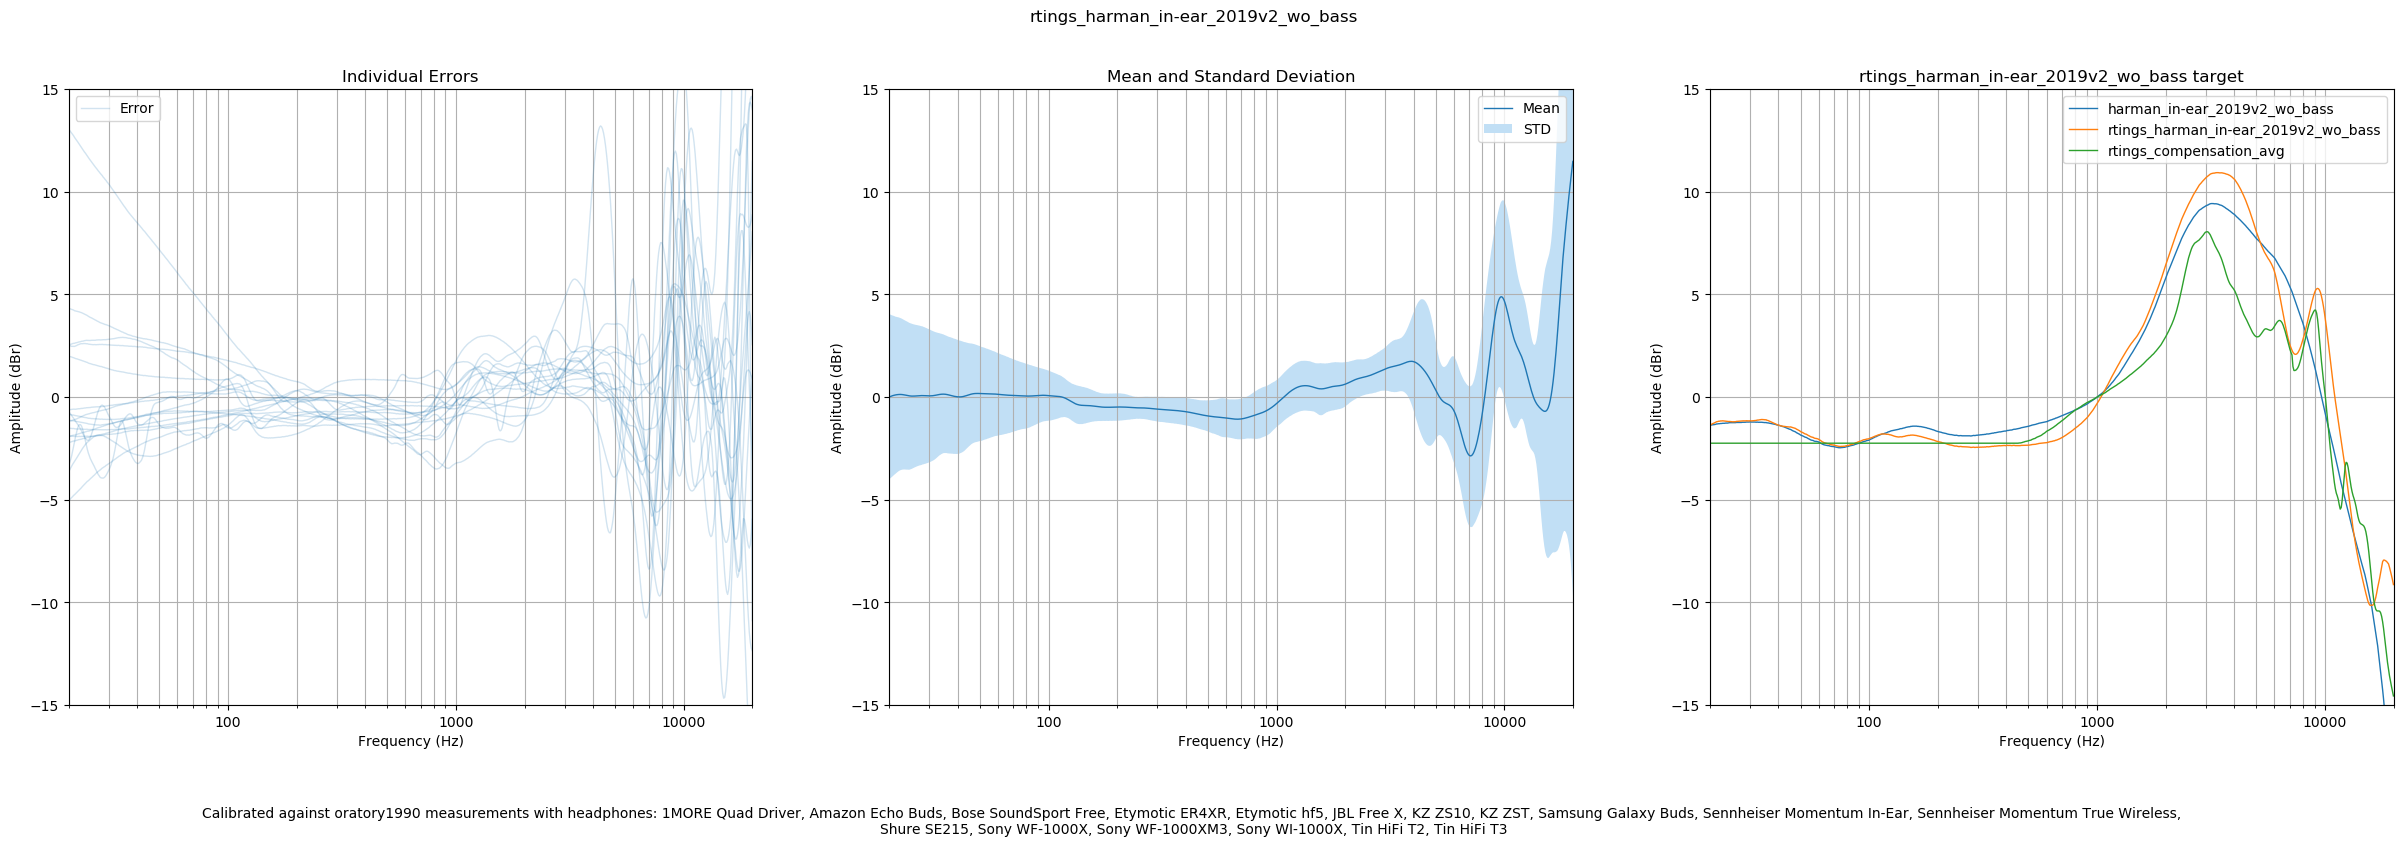 rtings_harman_in-ear_2019v2_wo_bass
Individual Errors
Error
15
10
5
0
−5
−10
−15
Amplitude (dBr)
100
1000
10000
Frequency (Hz)
Mean and Standard Deviation
Mean
STD
15
10
5
0
−5
−10
−15
Amplitude (dBr)
100
1000
10000
Frequency (Hz)
rtings_harman_in-ear_2019v2_wo_bass target
harman_in-ear_2019v2_wo_bass
rtings_harman_in-ear_2019v2_wo_bass
rtings_compensation_avg
15
10
5
0
−5
−10
−15
Amplitude (dBr)
100
1000
10000
Frequency (Hz)
Calibrated against oratory1990 measurements with headphones: 1MORE Quad Driver, Amazon Echo Buds, Bose SoundSport Free, Etymotic ER4XR, Etymotic hf5, JBL Free X, KZ ZS10, KZ ZST, Samsung Galaxy Buds, Sennheiser Momentum In-Ear, Sennheiser Momentum True Wireless,
Shure SE215, Sony WF-1000X, Sony WF-1000XM3, Sony WI-1000X, Tin HiFi T2, Tin HiFi T3